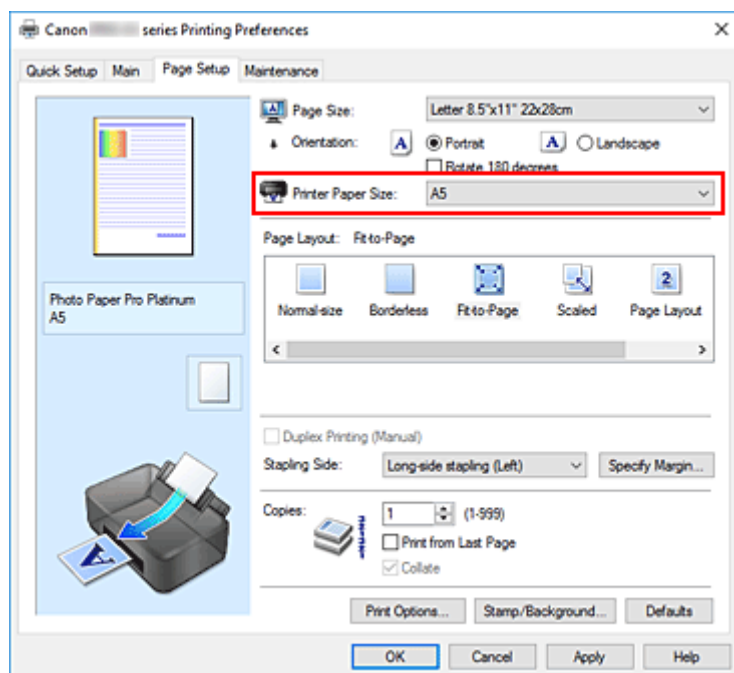 Canon series Printing Preferences
Quick Setup Main Page Setup Maintenance
Page Size: Letter 8.5"x11" 22x28cm
Orientation: A Portrait A Landscape
Rotate 180 degrees
Printer Paper Size: A5
Page Layout: Fit-to-Page
Normal-size Borderless Fit-to-Page Scaled Page Layout
Photo Paper Pro Platinum
A5
Duplex Printing (Manual)
Stapling Side: Long-side stapling (Left) Specify Margin...
Copies: 1 (1-999)
Print from Last Page
Collate
Print Options... Stamp/Background... Defaults
OK Cancel Apply Help